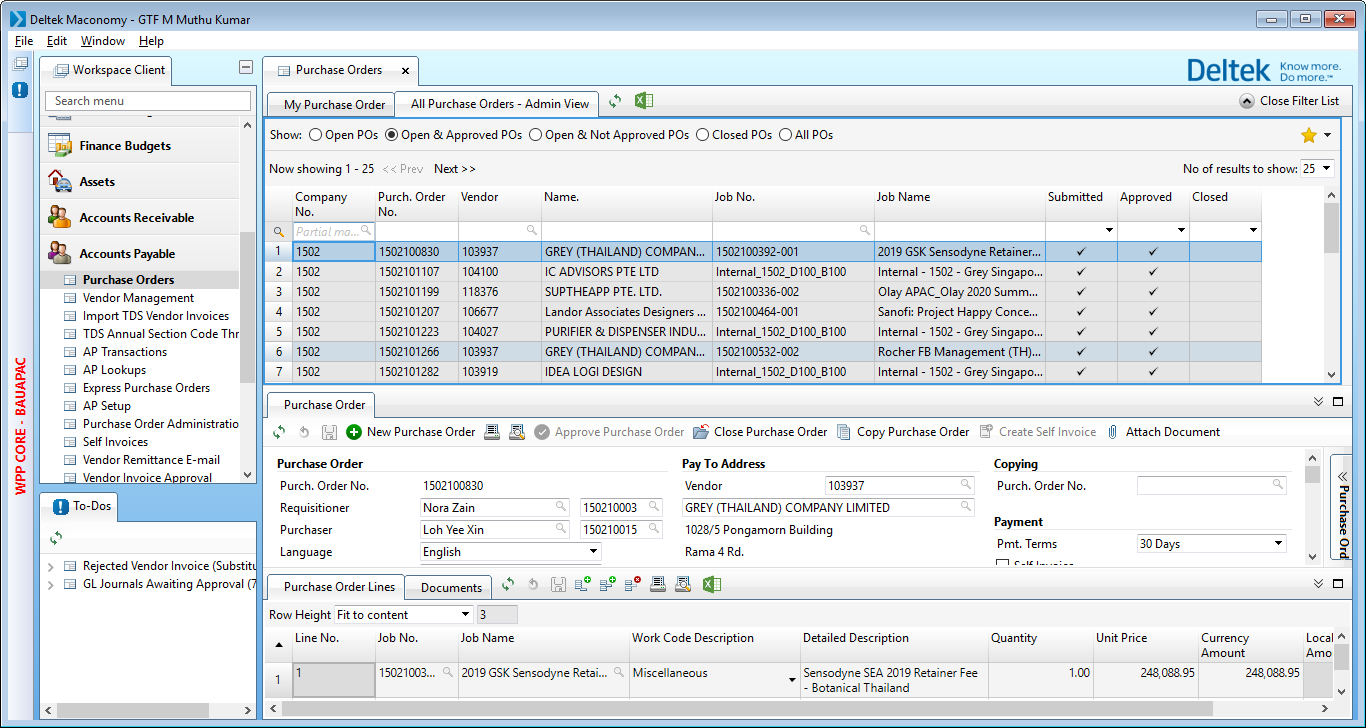 Deltek Maconomy - GTF M Muthu Kumar
File Edit Window Help
Workspace Client
Search menu
Finance Budgets
Assets
Accounts Receivable
Accounts Payable
Purchase Orders
Vendor Management
Import TDS Vendor Invoices
TDS Annual Section Code Thr
AP Transactions
AP Lookups
Express Purchase Orders
AP Setup
Purchase Order Administratio
Self Invoices
Vendor Remittance E-mail
Vendor Invoice Approval
WPP CORE - BAUAPAC
To-Dos
Rejected Vendor Invoice (Substitu
GL Journals Awaiting Approval (7
Purchase Orders
Deltek Know more.
Do more.™
My Purchase Order All Purchase Orders - Admin View Close Filter List
Show: Open POs Open & Approved POs Open & Not Approved POs Closed POs All POs
Now showing 1 - 25 << Prev Next >> No of results to show: 25
Company No. Purch. Order No. Vendor Name. Job No. Job Name Submitted Approved Closed
Partial ma...
1 1502 1502100830 103937 GREY (THAILAND) COMPAN... 1502100392-001 2019 GSK Sensodyne Retainer... ✓ ✓
2 1502 1502101107 104100 IC ADVISORS PTE LTD Internal_1502_D100_B100 Internal - 1502 - Grey Singapo... ✓ ✓
3 1502 1502101199 118376 SUPTHEAPP PTE. LTD. 1502100336-002 Olay APAC_Olay 2020 Summ... ✓ ✓
4 1502 1502101207 106677 Landor Associates Designers ... 1502100464-001 Sanofi: Project Happy Conce... ✓ ✓
5 1502 1502101223 104027 PURIFIER & DISPENSER INDU... Internal_1502_D100_B100 Internal - 1502 - Grey Singapo... ✓ ✓
6 1502 1502101266 103937 GREY (THAILAND) COMPAN... 1502100532-002 Rocher FB Management (TH)... ✓ ✓
7 1502 1502101282 103919 IDEA LOGI DESIGN Internal_1502_D100_B100 Internal - 1502 - Grey Singapo... ✓ ✓
Purchase Order
New Purchase Order Approve Purchase Order Close Purchase Order Copy Purchase Order Create Self Invoice Attach Document
Purchase Order Pay To Address Copying
Purch. Order No. 1502100830 Vendor 103937 Purch. Order No.
Requisitioner Nora Zain 150210003 GREY (THAILAND) COMPANY LIMITED
Payment
Purchaser Loh Yee Xin 150210015 1028/5 Pongamorn Building
Pmt. Terms 30 Days
Language English Rama 4 Rd.
Self Invoice
Purchase Ord
Purchase Order Lines Documents
Row Height Fit to content 3
Line No. Job No. Job Name Work Code Description Detailed Description Quantity Unit Price Currency Amount Local Amo
1 1 15021003... 2019 GSK Sensodyne Retai... Miscellaneous Sensodyne SEA 2019 Retainer Fee 1.00 248,088.95 248,088.95
- Botanical Thailand